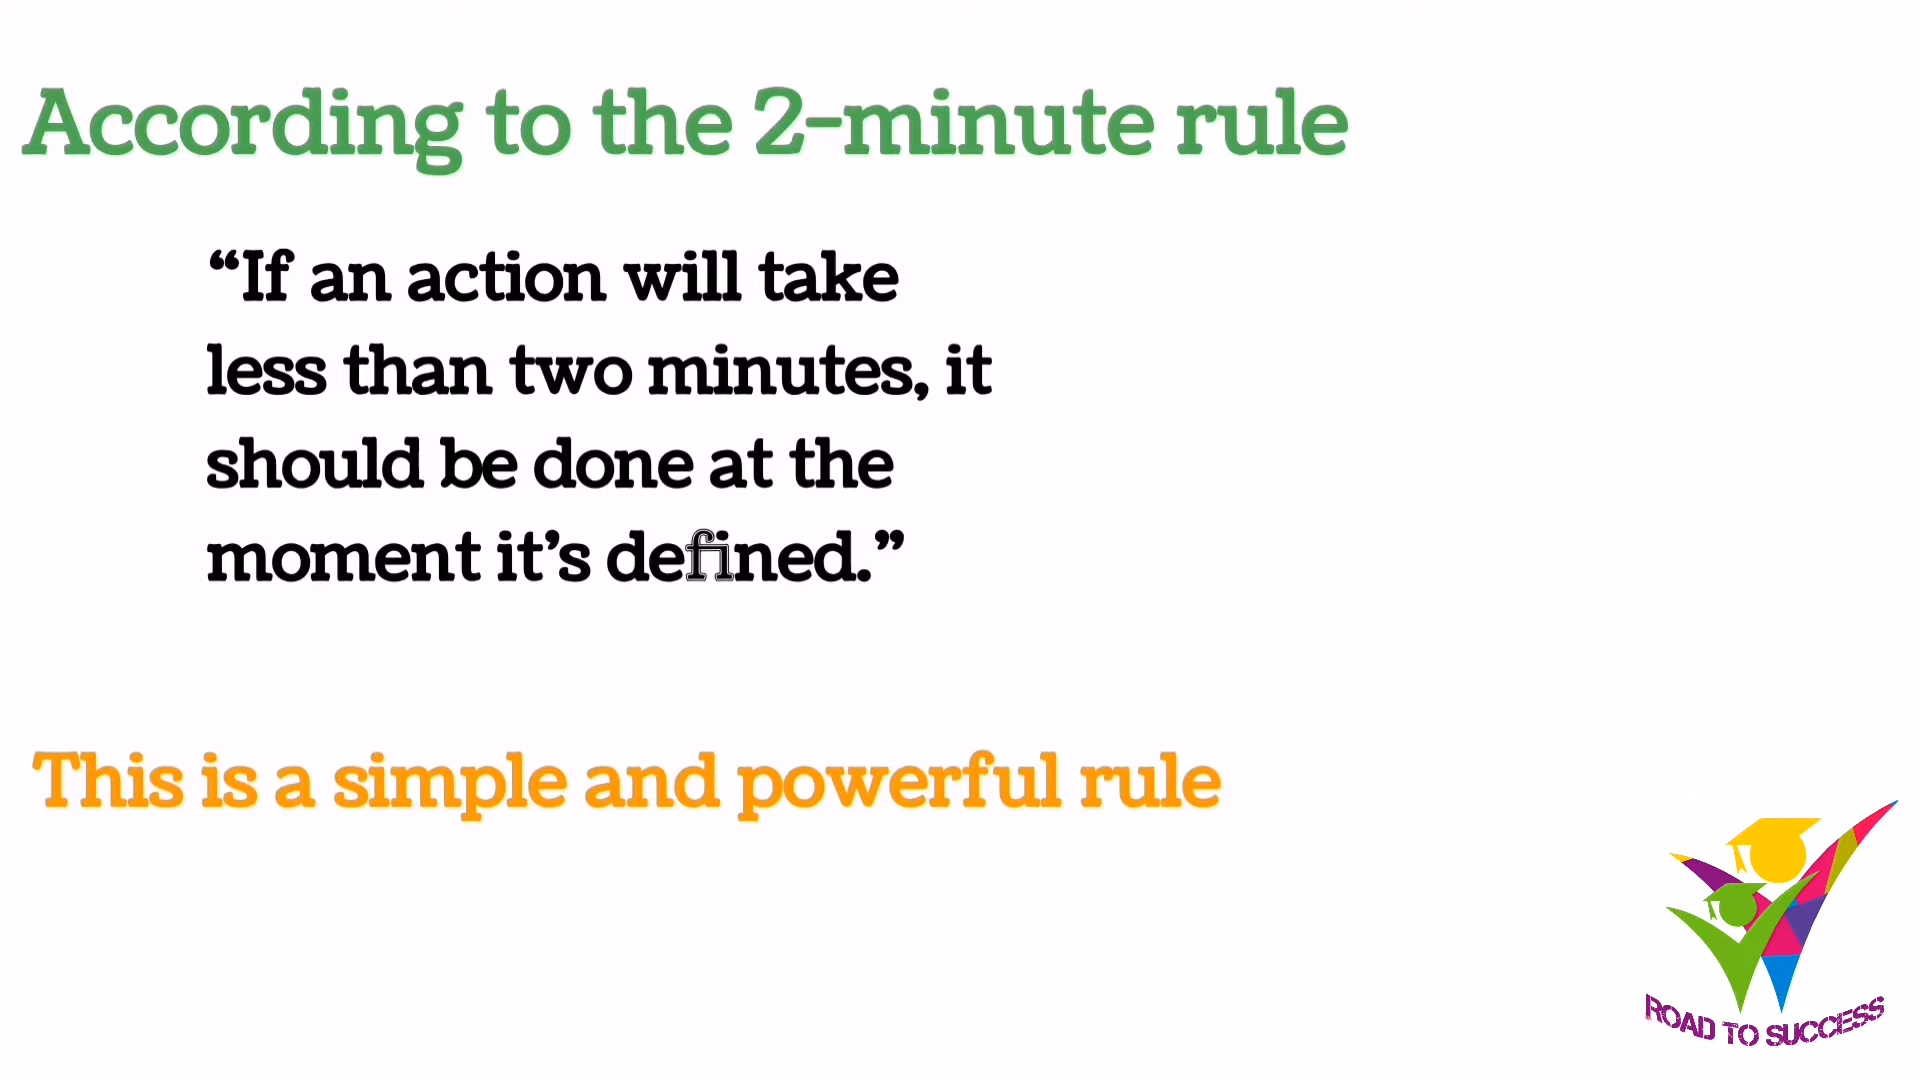 According to the 2-minute rule
“If an action will take
less than two minutes, it
should be done at the
moment it’s defined.”
This is a simple and powerful rule
ROAD TO SUCCESS